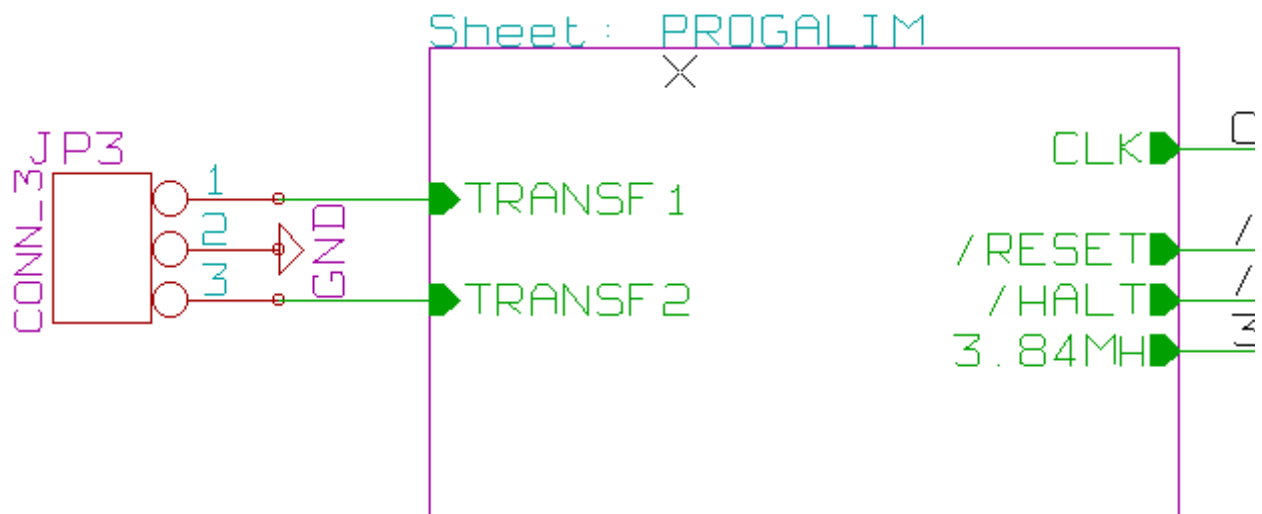 Sheet: PROGALIM
JP3
CONN_3
1
2
3
GND
TRANSF1
TRANSF2
CLK
/RESET
/HALT
3.84MH
/
/